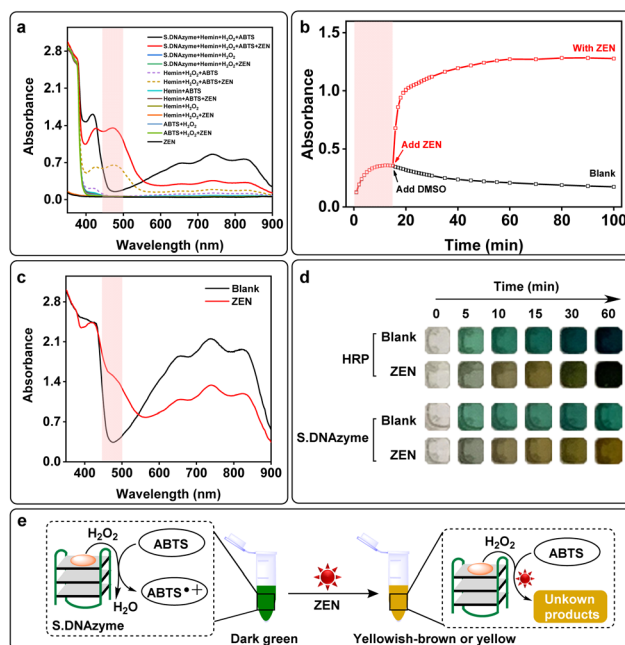 a
S.DNAzyme+Hemin+H₂O₂+ABTS
S.DNAzyme+Hemin+H₂O₂+ABTS+ZEN
S.DNAzyme+Hemin+H₂O₂
S.DNAzyme+Hemin+H₂O₂+ZEN
Hemin+H₂O₂+ABTS
Hemin+H₂O₂+ABTS+ZEN
Hemin+ABTS
Hemin+ABTS+ZEN
Hemin+H₂O₂
Hemin+H₂O₂+ZEN
ABTS+H₂O₂
ABTS+H₂O₂+ZEN
ZEN
Absorbance
2.8
2.1
1.4
0.7
0.0
400 500 600 700 800 900
Wavelength (nm)
b
Absorbance
1.5
1.0
0.5
0.0
With ZEN
Add ZEN
Blank
Add DMSO
0 20 40 60 80 100
Time (min)
c
Blank
ZEN
Absorbance
2.8
2.1
1.4
0.7
0.0
400 500 600 700 800 900
Wavelength (nm)
d
Time (min)
0 5 10 15 30 60
Blank
HRP
ZEN
Blank
S.DNAzyme
ZEN
e
H₂O₂
ABTS
ABTS•+
H₂O
S.DNAzyme
Dark green
ZEN
Yellowish-brown or yellow
H₂O₂
ABTS
Unkown
products